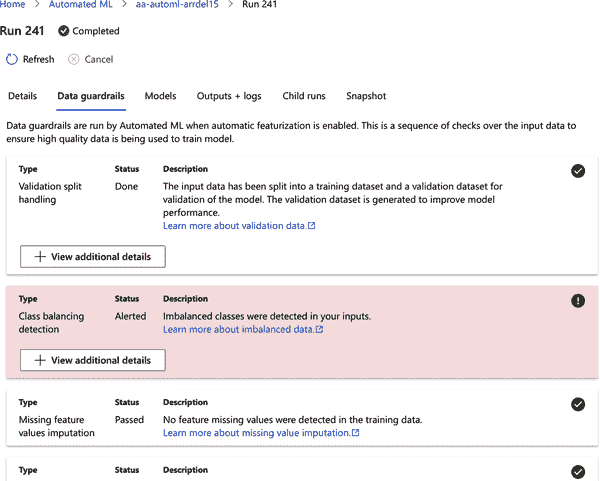 Home > Automated ML > aa-automl-arrdel15 > Run 241
Run 241 Completed
Refresh Cancel
Details Data guardrails Models Outputs + logs Child runs Snapshot
Data guardrails are run by Automated ML when automatic featurization is enabled. This is a sequence of checks over the input data to
ensure high quality data is being used to train model.
Type Status Description
Validation split Done The input data has been split into a training dataset and a validation dataset for
handling validation of the model. The validation dataset is generated to improve model
performance.
Learn more about validation data.
+ View additional details
Type Status Description
Class balancing Alerted Imbalanced classes were detected in your inputs.
detection Learn more about imbalanced data.
+ View additional details
Type Status Description
Missing feature Passed No feature missing values were detected in the training data.
values imputation Learn more about missing value imputation.
Type Status Description